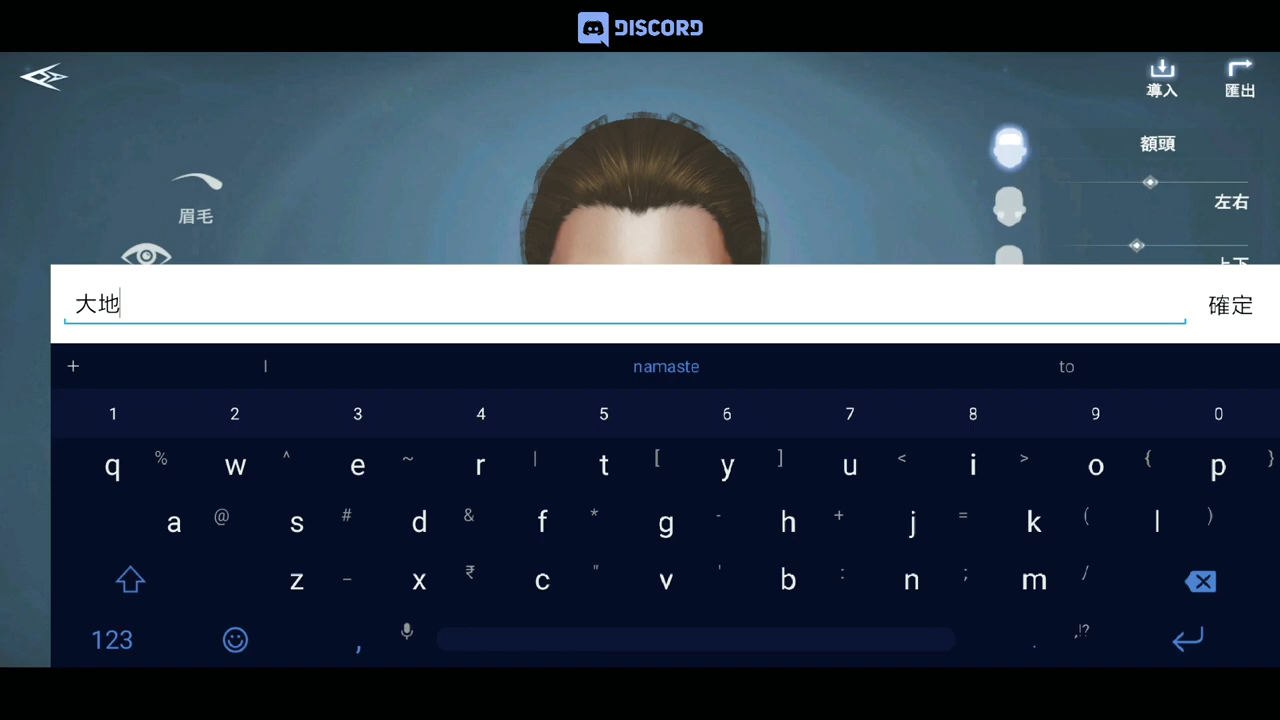 DISCORD
導入 匯出
額頭
左右
眉毛
大地 確定
+ I namaste to
1 2 3 4 5 6 7 8 9 0
q % w ^ e ~ r | t [ y ] u < i > o { p }
a @ s # d & f * g - h + j = k ( l )
z _ x ₹ c " v ' b : n ; m /
123 , . ,!?